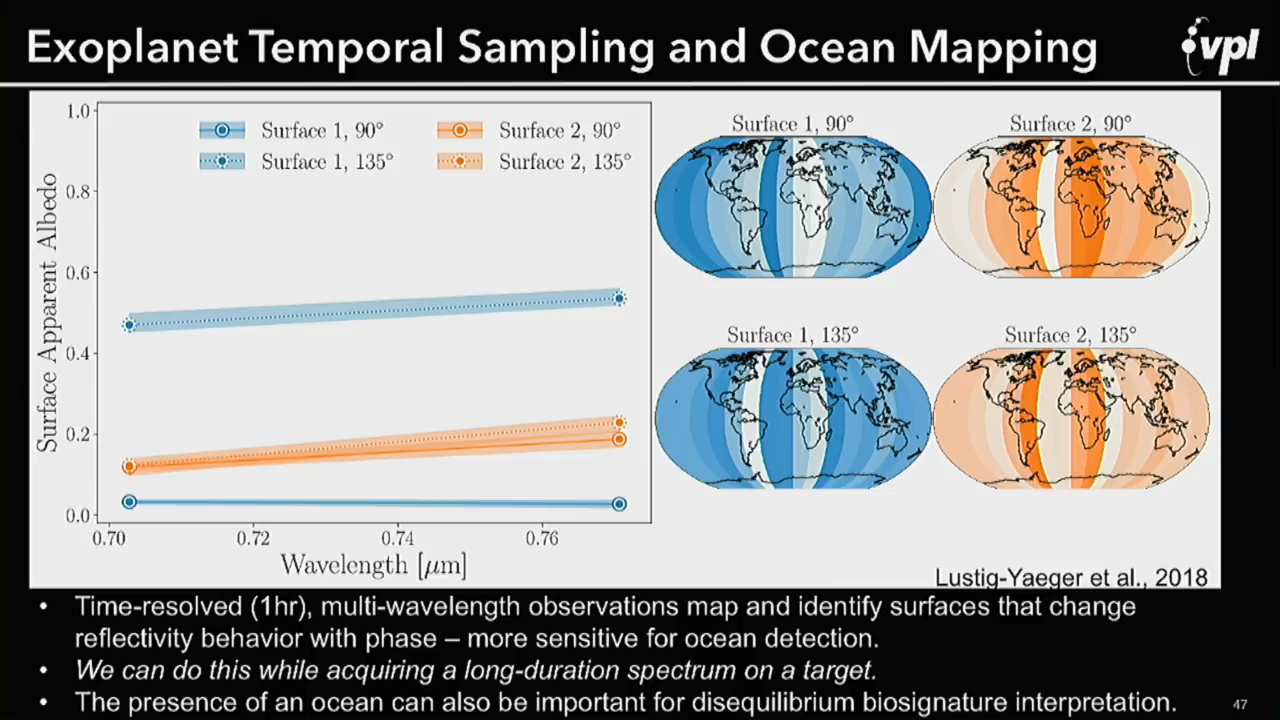 Exoplanet Temporal Sampling and Ocean Mapping
vpl
Surface 1, 90°
Surface 2, 90°
Surface 1, 135°
Surface 2, 135°
1.0
0.8
0.6
0.4
0.2
0.0
Surface Apparent Albedo
0.70
0.72
0.74
0.76
Wavelength [μm]
Surface 1, 90°
Surface 2, 90°
Surface 1, 135°
Surface 2, 135°
Lustig-Yaeger et al., 2018
• Time-resolved (1hr), multi-wavelength observations map and identify surfaces that change
reflectivity behavior with phase – more sensitive for ocean detection.
• We can do this while acquiring a long-duration spectrum on a target.
• The presence of an ocean can also be important for disequilibrium biosignature interpretation.
47